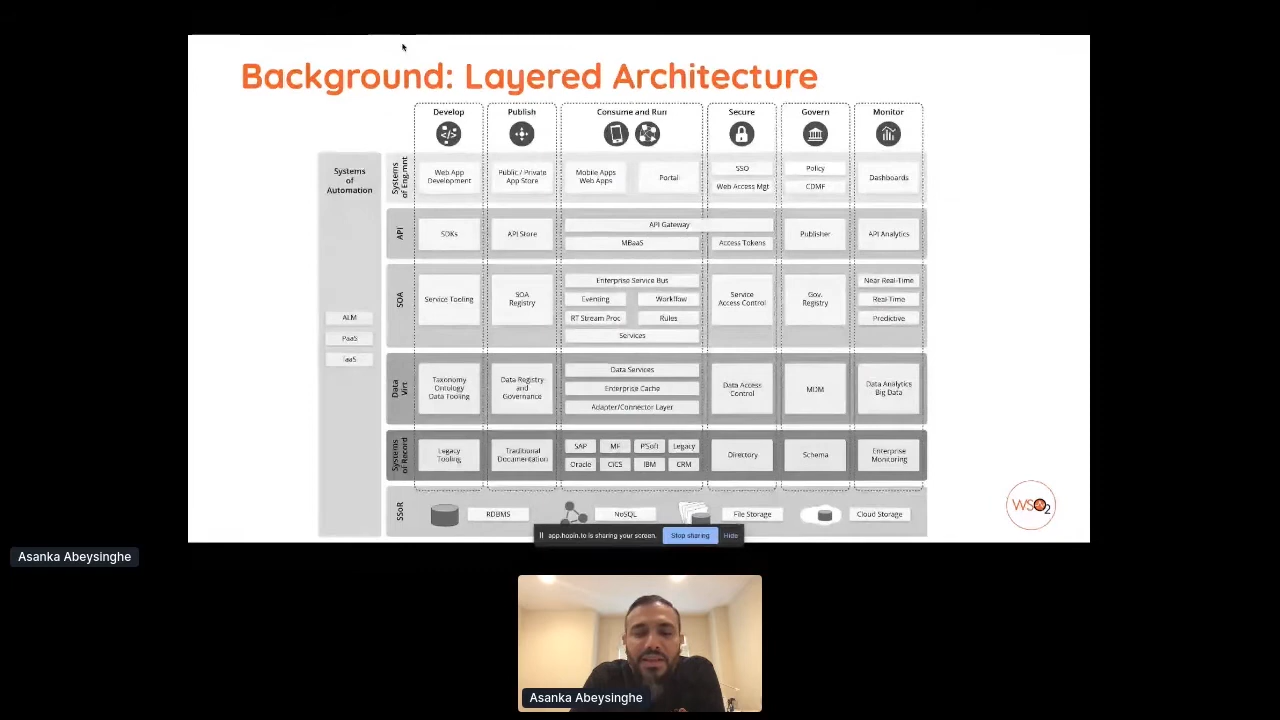 Background: Layered Architecture
Develop
Publish
Consume and Run
Secure
Govern
Monitor
Systems
of
Automation
ALM
PaaS
IaaS
Systems
of Eng.mnt
Web App
Development
Public / Private
App Store
Mobile Apps
Web Apps
Portal
SSO
Web Access Mgt
Policy
CDMF
Dashboards
API
SDKs
API Store
API Gateway
MBaaS
Access Tokens
Publisher
API Analytics
SOA
Service Tooling
SOA
Registry
Enterprise Service Bus
Eventing
Workflow
RT Stream Proc
Rules
Services
Service
Access Control
Gov.
Registry
Near Real-Time
Real-Time
Predictive
Data
Virt
Taxonomy
Ontology
Data Tooling
Data Registry
and
Governance
Data Services
Enterprise Cache
Adapter/Connector Layer
Data Access
Control
MDM
Data Analytics
Big Data
Systems
of Record
Legacy
Tooling
Traditional
Documentation
SAP
MF
P'Soft
Legacy
Oracle
CICS
IBM
CRM
Directory
Schema
Enterprise
Monitoring
SSoR
RDBMS
NoSQL
File Storage
Cloud Storage
WSO2
app.hopin.to is sharing your screen.
Stop sharing
Hide
Asanka Abeysinghe
Asanka Abeysinghe